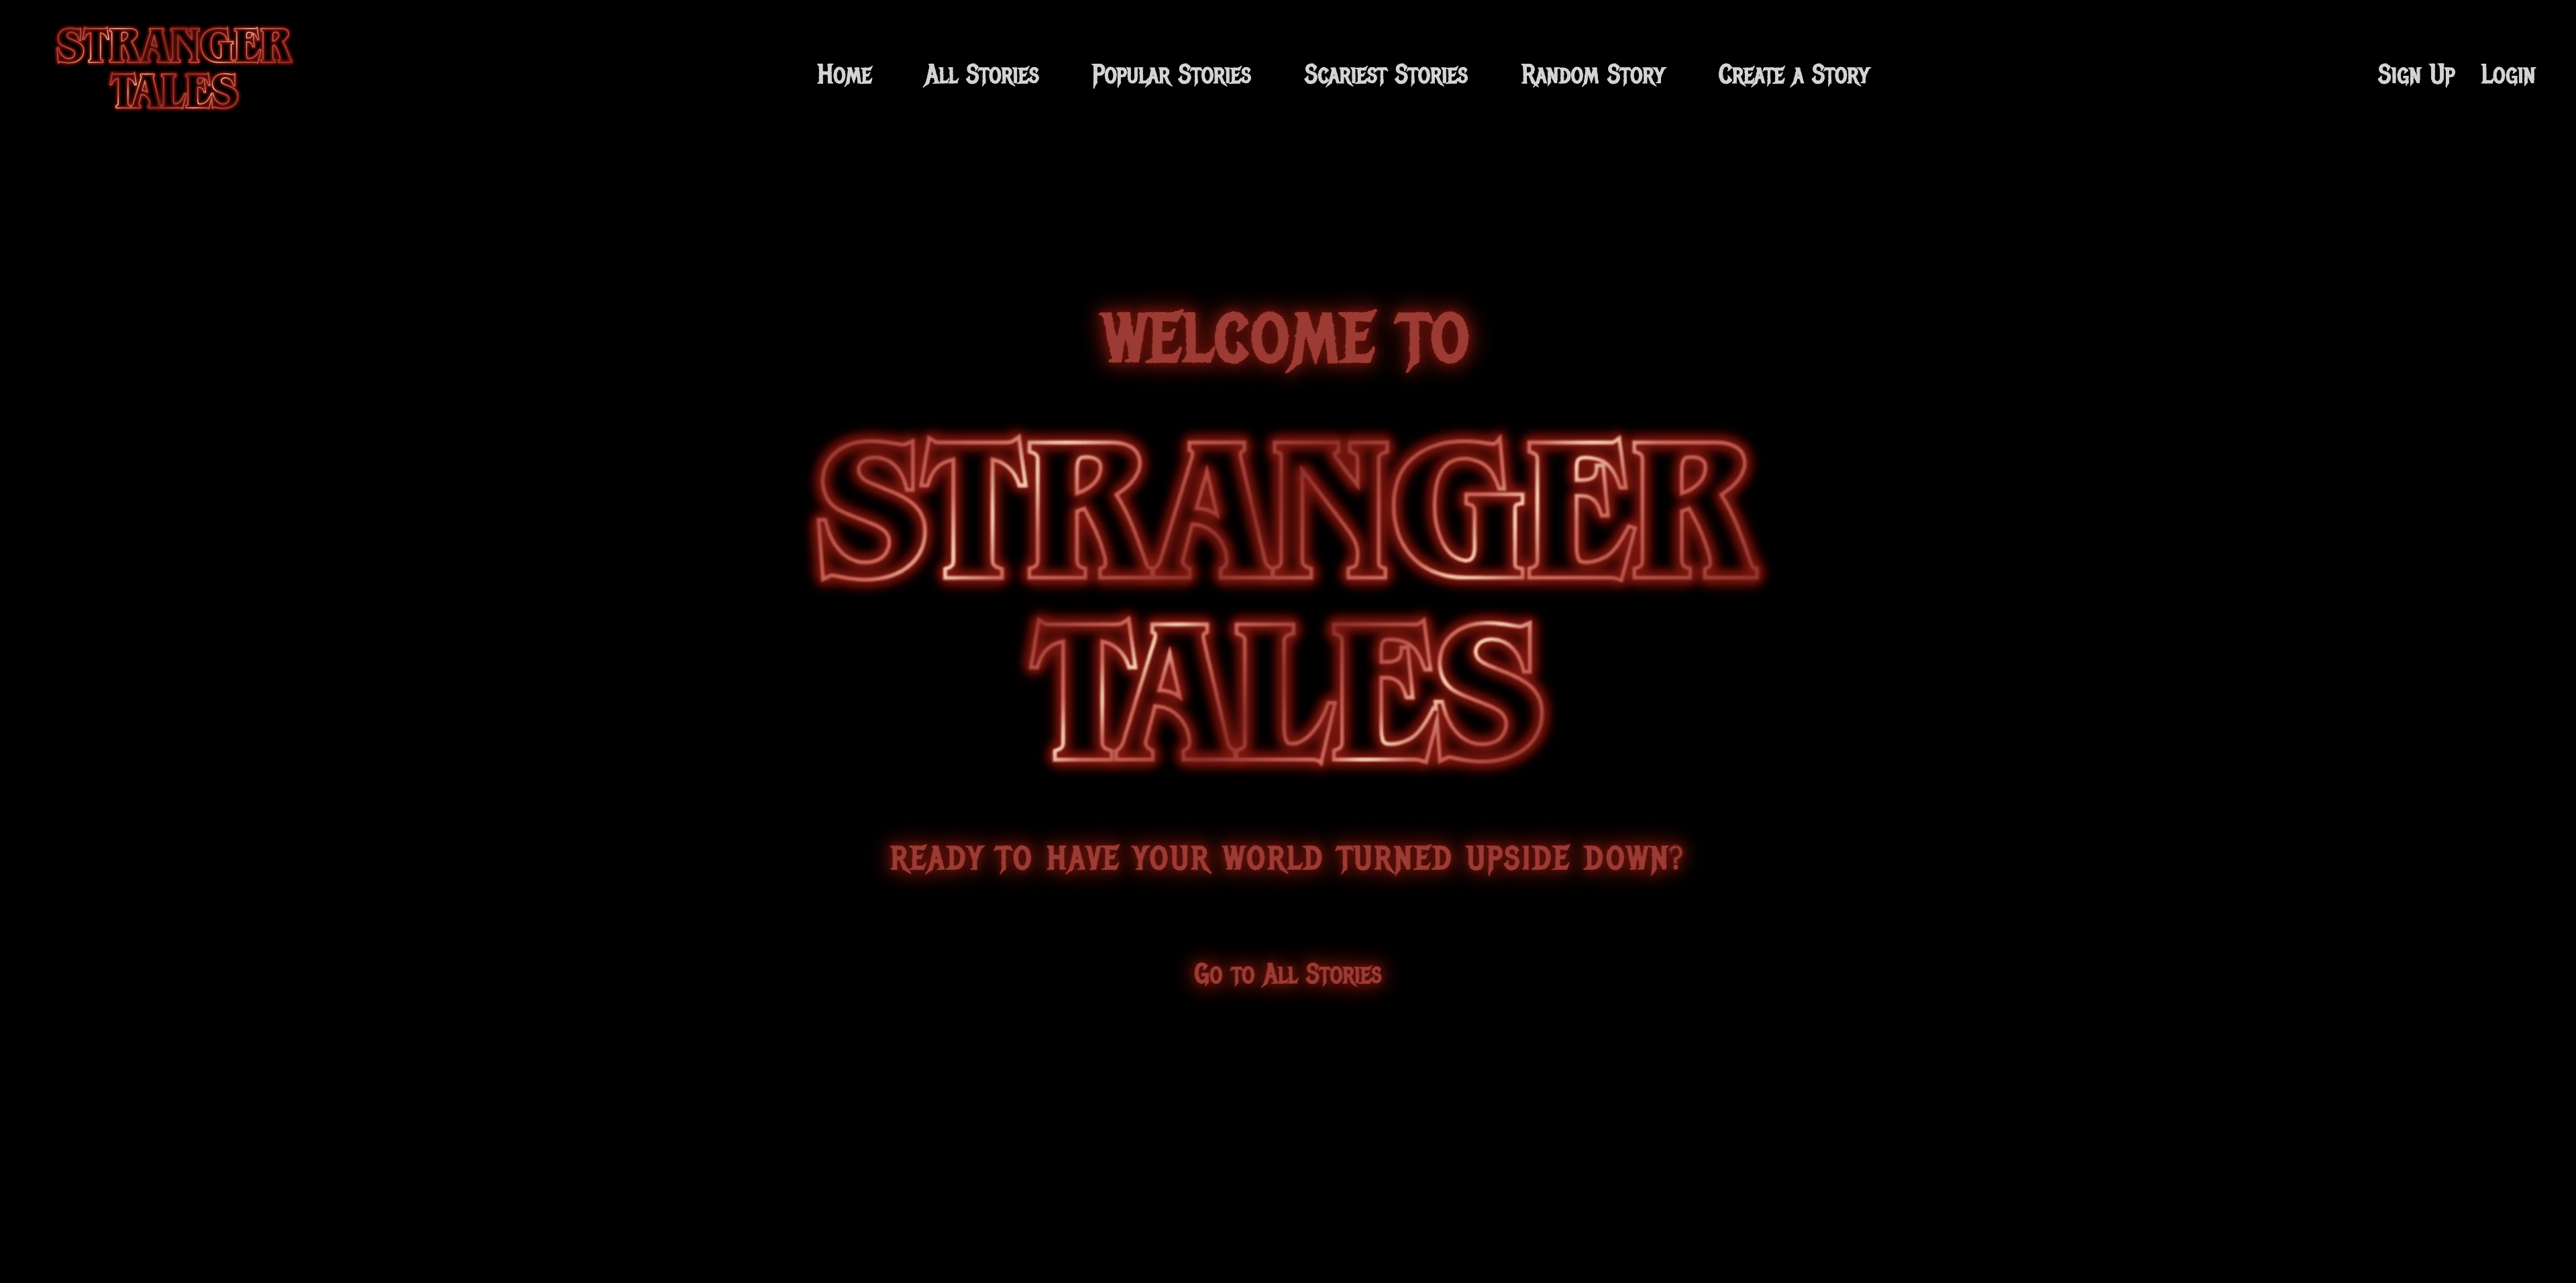 STRANGER
TALES
Home All Stories Popular Stories Scariest Stories Random Story Create a Story Sign Up Login
WELCOME TO
STRANGER
TALES
READY TO HAVE YOUR WORLD TURNED UPSIDE DOWN?
Go to All Stories